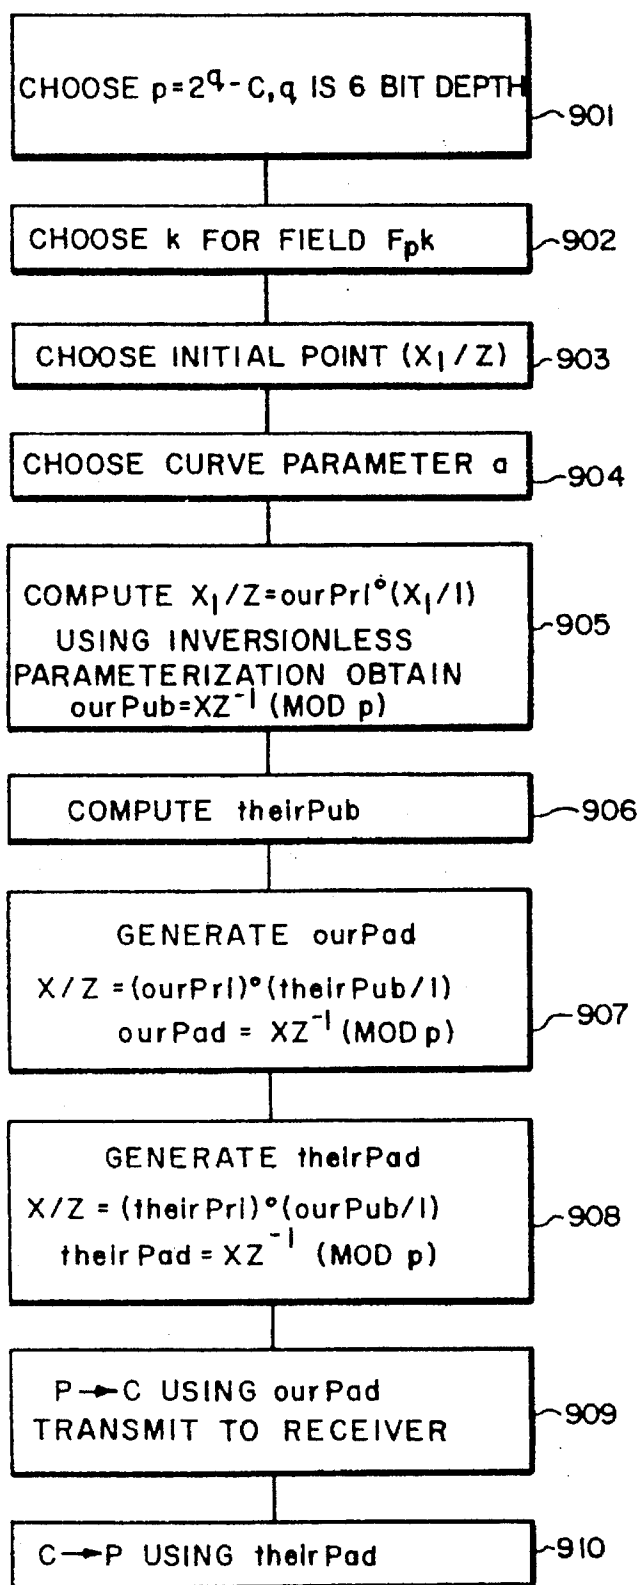 CHOOSE p=2^q-C, q IS 6 BIT DEPTH
901
CHOOSE k FOR FIELD F_pk
902
CHOOSE INITIAL POINT (X₁/Z)
903
CHOOSE CURVE PARAMETER a
904
COMPUTE X₁/Z=ourPri°(X₁/1)
USING INVERSIONLESS
PARAMETERIZATION OBTAIN
ourPub=XZ⁻¹ (MOD p)
905
COMPUTE theirPub
906
GENERATE ourPad
X/Z =(ourPri)°(theirPub/1)
ourPad = XZ⁻¹ (MOD p)
907
GENERATE theirPad
X/Z = (theirPri)°(ourPub/1)
theirPad = XZ⁻¹ (MOD p)
908
P→C USING ourPad
TRANSMIT TO RECEIVER
909
C→P USING theirPad
910